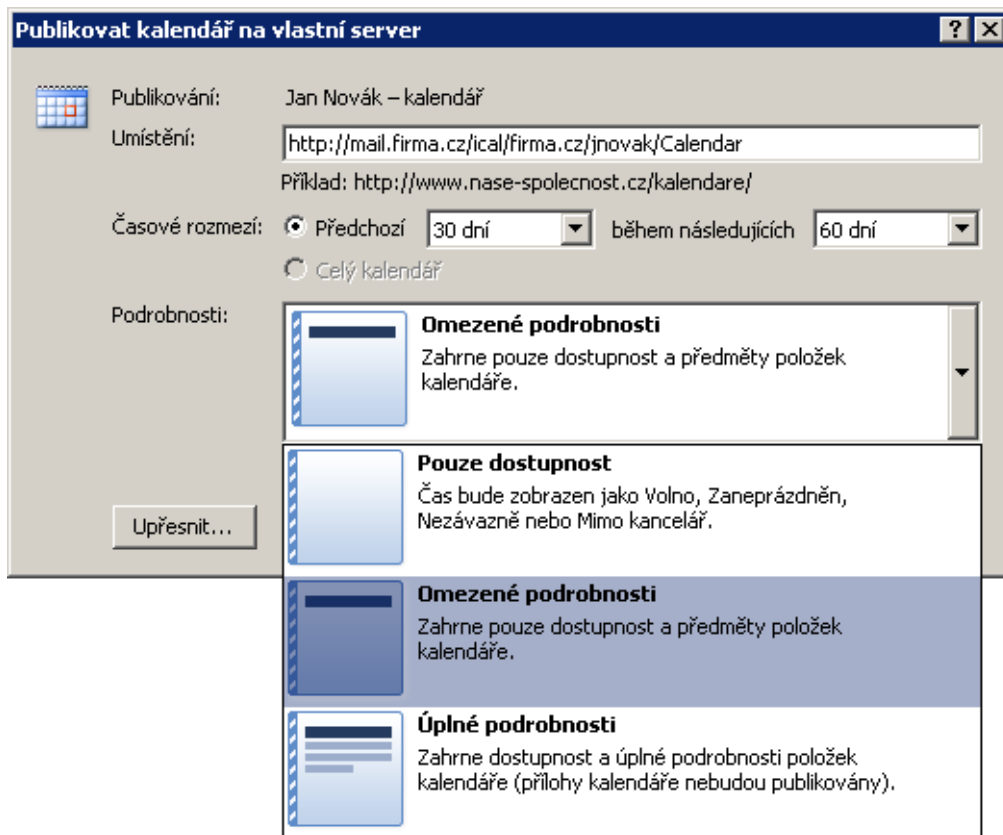 Publikovat kalendář na vlastní server
Publikování: Jan Novák – kalendář
Umístění: http://mail.firma.cz/ical/firma.cz/jnovak/Calendar
Příklad: http://www.nase-spolecnost.cz/kalendare/
Časové rozmezí: Předchozí 30 dní během následujících 60 dní
Celý kalendář
Podrobnosti: Omezené podrobnosti
Zahrne pouze dostupnost a předměty položek
kalendáře.
Pouze dostupnost
Čas bude zobrazen jako Volno, Zaneprázdněn,
Nezávazně nebo Mimo kancelář.
Upřesnit...
Omezené podrobnosti
Zahrne pouze dostupnost a předměty položek
kalendáře.
Úplné podrobnosti
Zahrne dostupnost a úplné podrobnosti položek
kalendáře (přílohy kalendáře nebudou publikovány).